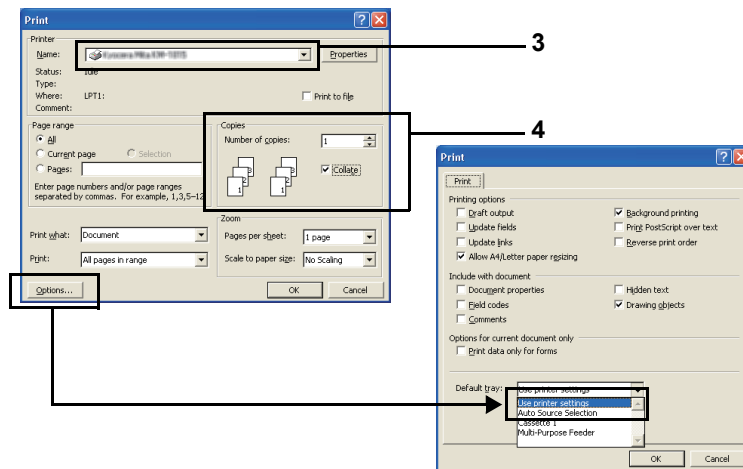 Print
Printer
Name:
Properties
Status: Idle
Type:
Where: LPT1:
Comment:
Print to file
Page range
All
Current page
Selection
Pages:
Enter page numbers and/or page ranges
separated by commas. For example, 1,3,5–12
Copies
Number of copies: 1
1 2 3
1 2 3
Collate
Print what: Document
Print: All pages in range
Zoom
Pages per sheet: 1 page
Scale to paper size: No Scaling
Options...
OK
Cancel
3
4
Print
Print
Printing options
Draft output
Update fields
Update links
Allow A4/Letter paper resizing
Background printing
Print PostScript over text
Reverse print order
Include with document
Document properties
Field codes
Comments
Hidden text
Drawing objects
Options for current document only
Print data only for forms
Default tray: Use printer settings
Use printer settings
Auto Source Selection
Cassette 1
Multi-Purpose Feeder
OK
Cancel